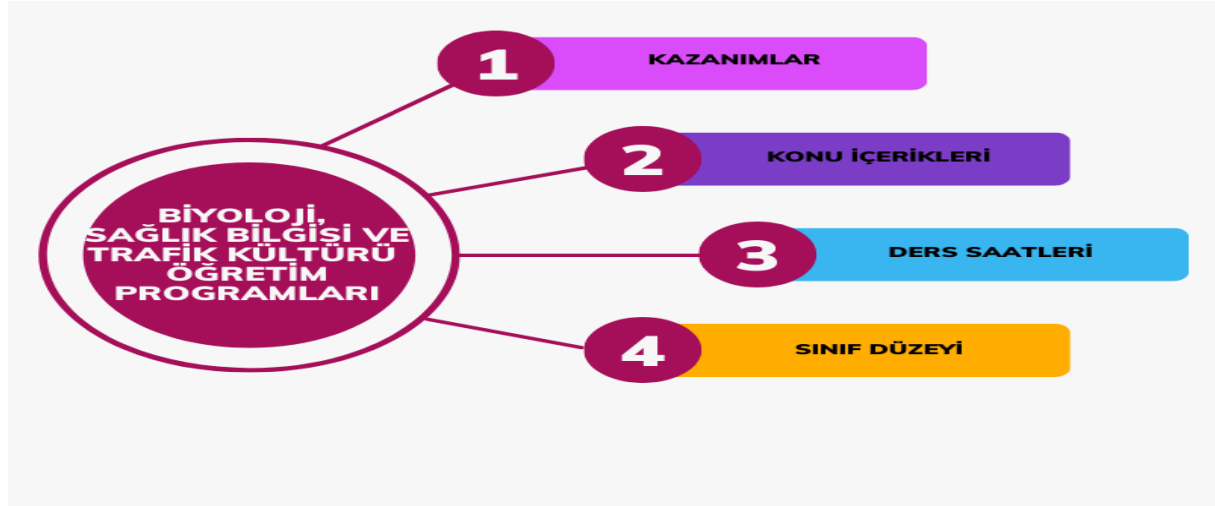 BİYOLOJİ,
SAĞLIK BİLGİSİ VE
TRAFİK KÜLTÜRÜ
ÖĞRETİM
PROGRAMLARI
1
KAZANIMLAR
2
KONU İÇERİKLERİ
3
DERS SAATLERİ
4
SINIF DÜZEYİ